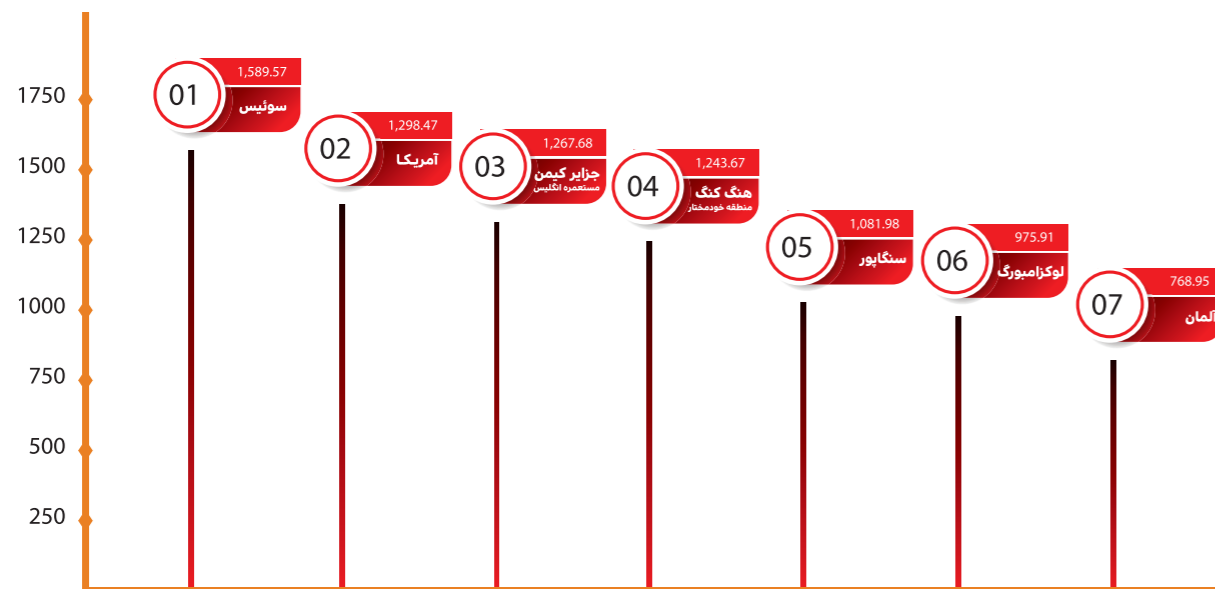 1750
1500
1250
1000
750
500
250
01
1,589.57
سوئیس
02
1,298.47
آمریکا
03
1,267.68
جزایر کیمن
مستعمره انگلیس
04
1,243.67
هنگ کنگ
منطقه خودمختار
05
1,081.98
سنگاپور
06
975.91
لوکزامبورگ
07
768.95
آلمان